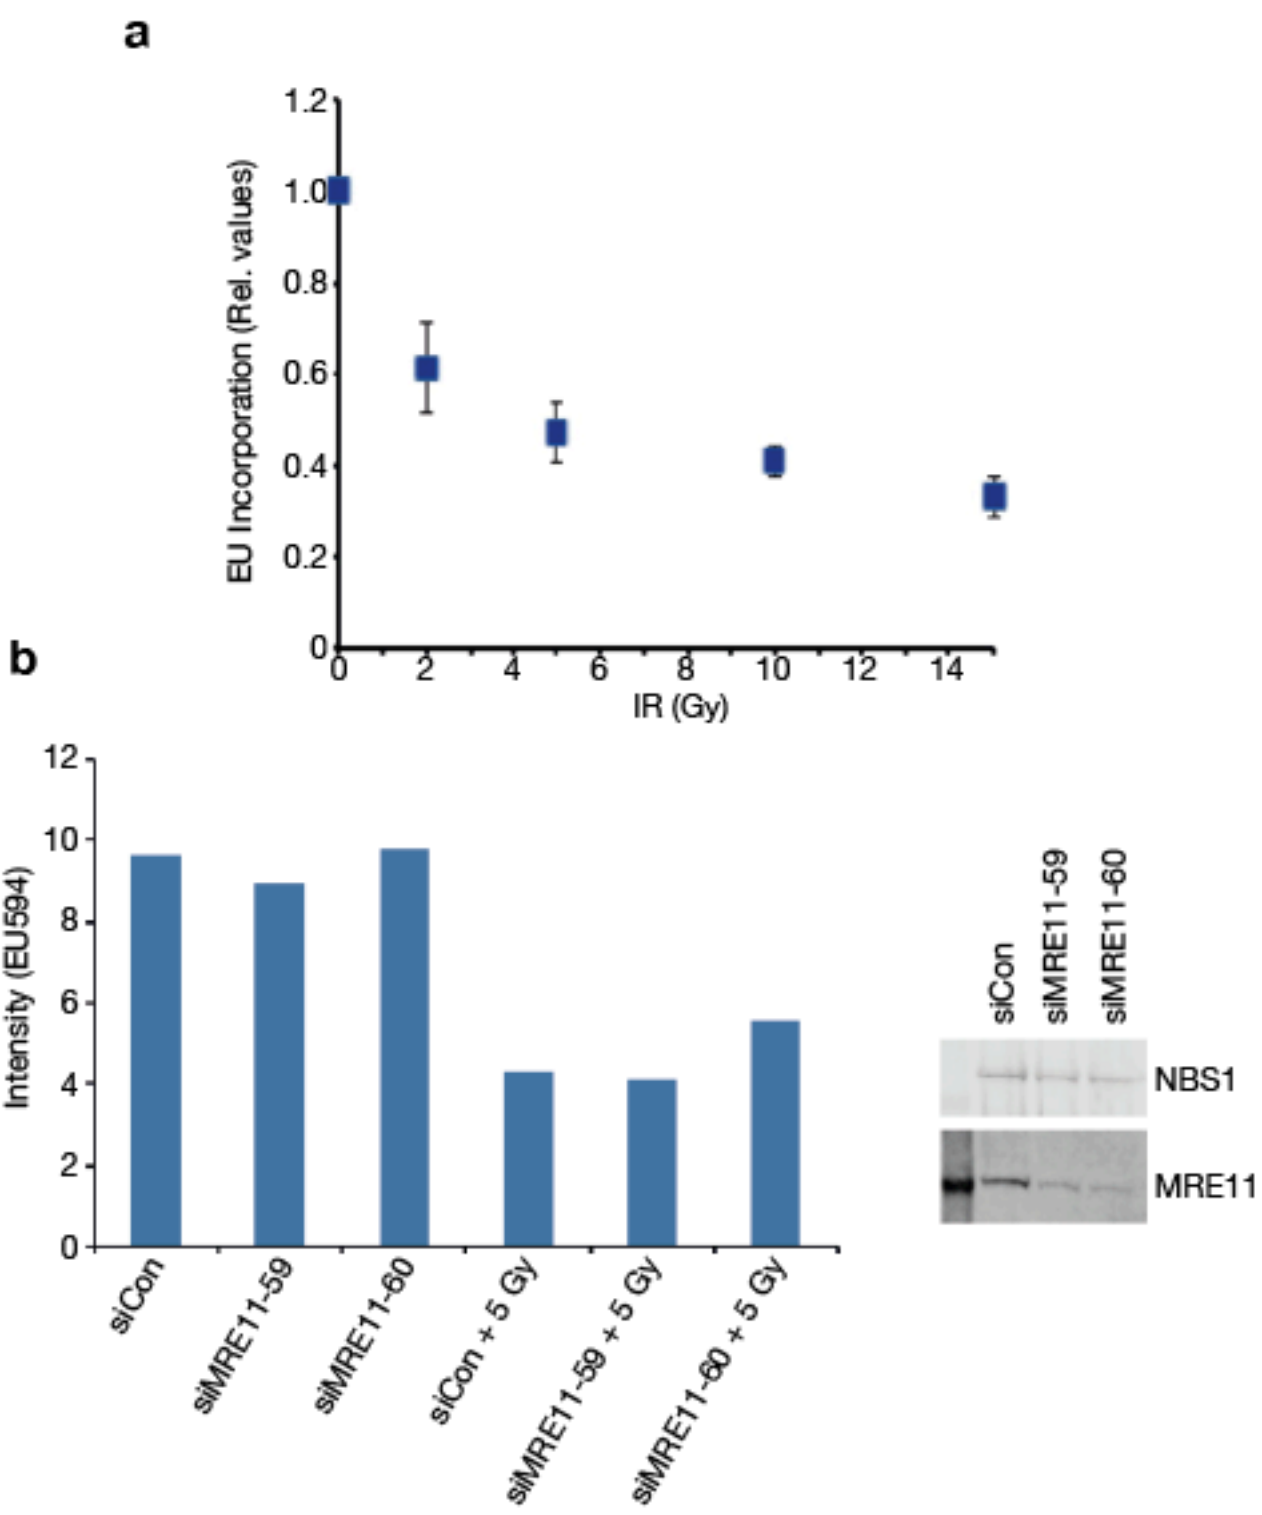 a
EU Incorporation (Rel. values)
1.2
1.0
0.8
0.6
0.4
0.2
0
0 2 4 6 8 10 12 14
IR (Gy)
b
Intensity (EU594)
12
10
8
6
4
2
0
siCon
siMRE11-59
siMRE11-60
siCon + 5 Gy
siMRE11-59 + 5 Gy
siMRE11-60 + 5 Gy
siCon
siMRE11-59
siMRE11-60
NBS1
MRE11